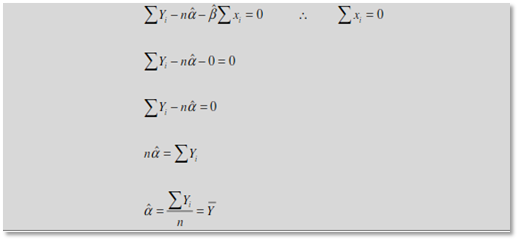 ∑Yᵢ − nα̂ − β̂∑xᵢ = 0 ∴ ∑xᵢ = 0
∑Yᵢ − nα̂ − 0 = 0
∑Yᵢ − nα̂ = 0
nα̂ = ∑Yᵢ
α̂ = ∑Yᵢ / n = Ȳ